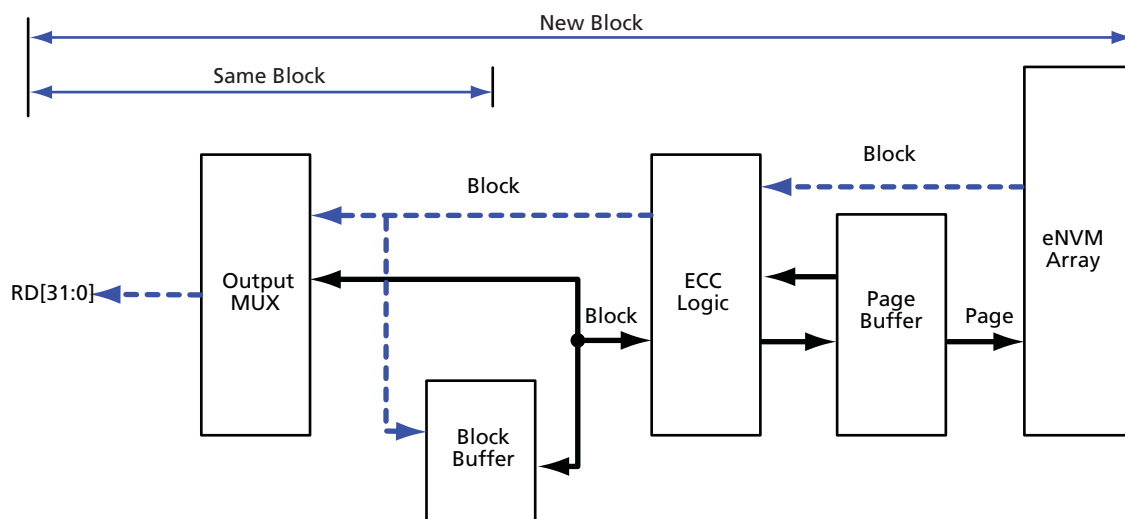 New Block
Same Block
Block
Block
Output
MUX
ECC
Logic
eNVM
Array
RD[31:0]
Block
Page
Buffer
Page
Block
Buffer